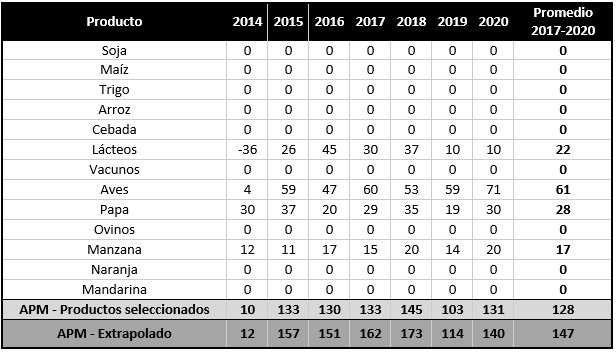 Producto 2014 2015 2016 2017 2018 2019 2020 Promedio 2017-2020
Soja 0 0 0 0 0 0 0 0
Maíz 0 0 0 0 0 0 0 0
Trigo 0 0 0 0 0 0 0 0
Arroz 0 0 0 0 0 0 0 0
Cebada 0 0 0 0 0 0 0 0
Lácteos -36 26 45 30 37 10 10 22
Vacunos 0 0 0 0 0 0 0 0
Aves 4 59 47 60 53 59 71 61
Papa 30 37 20 29 35 19 30 28
Ovinos 0 0 0 0 0 0 0 0
Manzana 12 11 17 15 20 14 20 17
Naranja 0 0 0 0 0 0 0 0
Mandarina 0 0 0 0 0 0 0 0
APM - Productos seleccionados 10 133 130 133 145 103 131 128
APM - Extrapolado 12 157 151 162 173 114 140 147